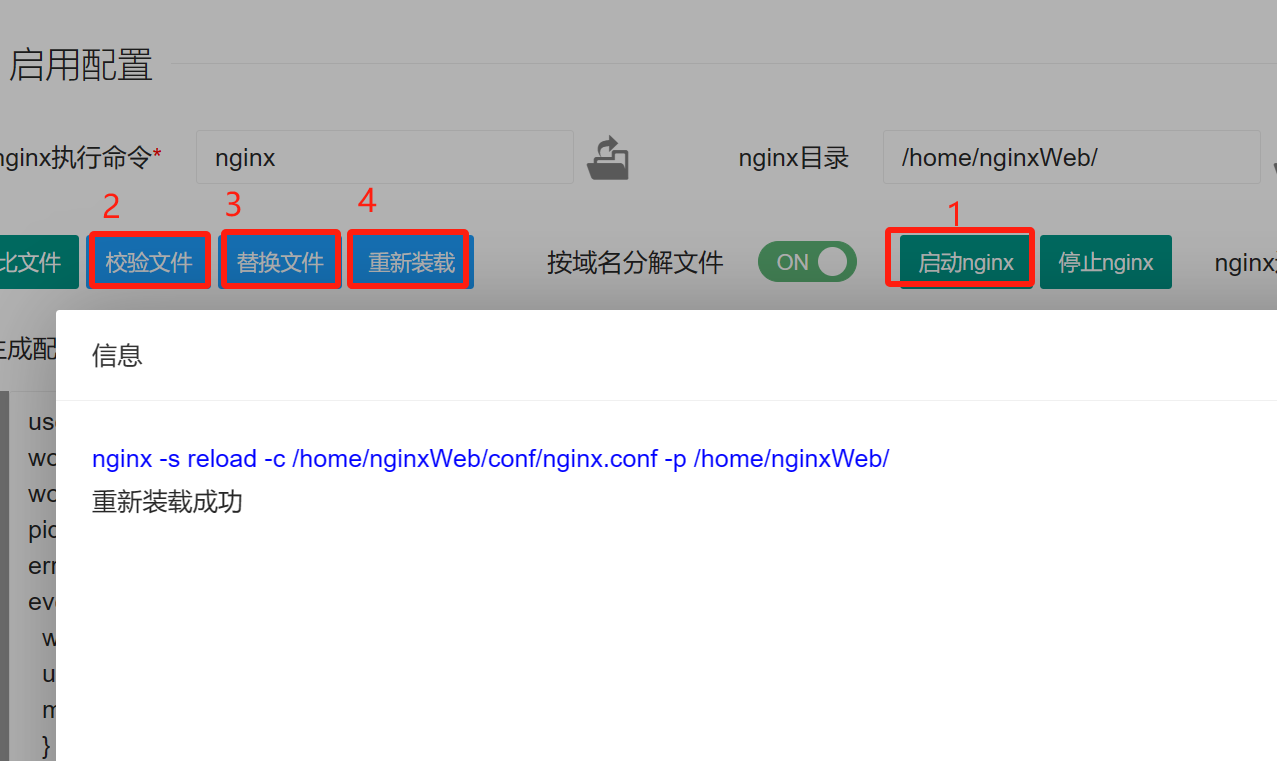 启用配置
nginx执行命令* nginx nginx目录 /home/nginxWeb/
2 3 4 1
比文件 校验文件 替换文件 重新装载 按域名分解文件 ON 启动nginx 停止nginx nginx
生成配
信息
nginx -s reload -c /home/nginxWeb/conf/nginx.conf -p /home/nginxWeb/
重新装载成功
us
wo
wo
pid
err
eve
w
u
m
}